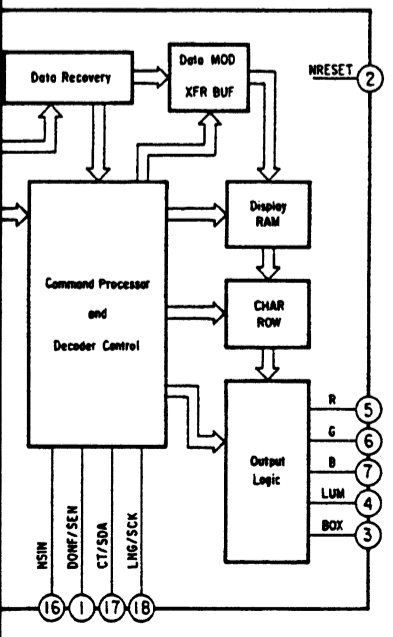 Data Recovery
Data MOD
XFR BUF
NRESET
2
Display
RAM
Command Processor
and
Decoder Control
CHAR
ROW
Output
Logic
R
5
G
6
B
7
LUM
4
BOX
3
NSIN
DONF/SEN
CT/SDA
LNG/SCK
16
1
17
18